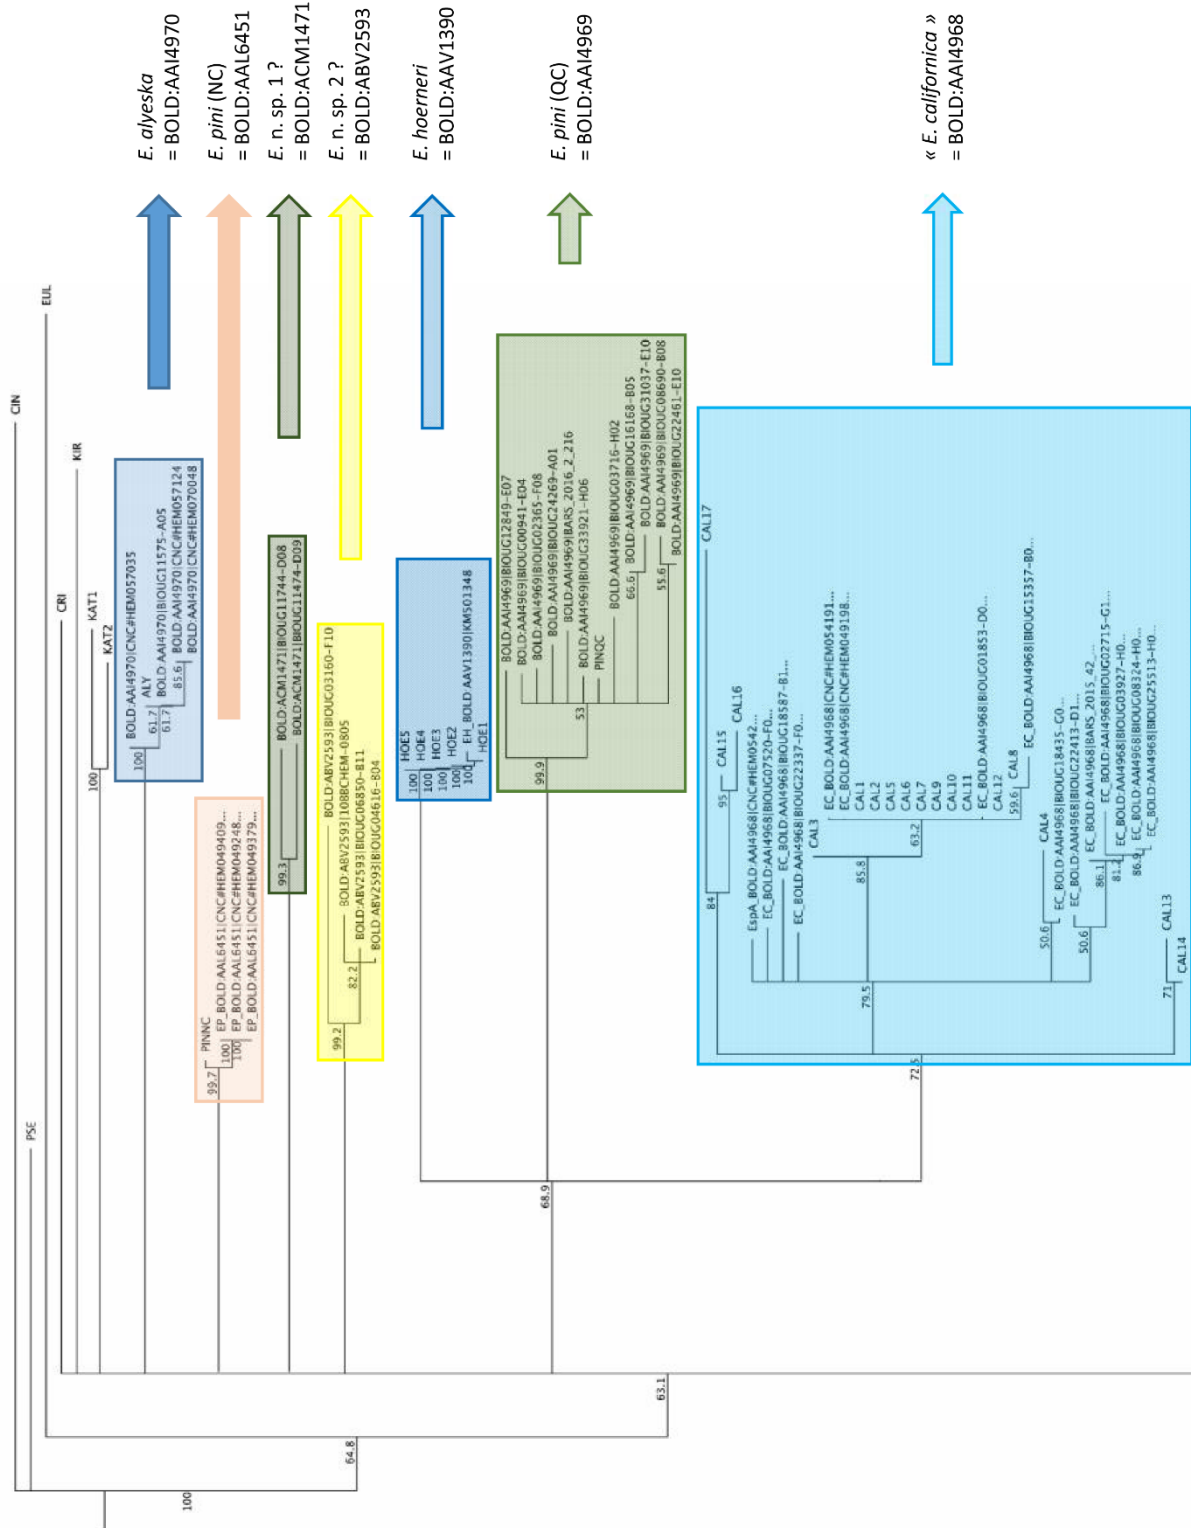 CIN
PSE
EUL
CRI
KIR
KAT1
KAT2
100
BOLD:AAI4970|CNC#HEM057035
ALY
BOLD:AAI4970|BIOUG11575-A05
BOLD:AAI4970|CNC#HEM057124
BOLD:AAI4970|CNC#HEM070048
100
61.7
61.7
85.6
E. alyeska
= BOLD:AAI4970
PINNC
EP_BOLD:AAL6451|CNC#HEM049409...
EP_BOLD:AAL6451|CNC#HEM049248...
EP_BOLD:AAL6451|CNC#HEM049379...
99.7
100
100
E. pini (NC)
= BOLD:AAL6451
BOLD:ACM1471|BIOUG11744-D08
BOLD:ACM1471|BIOUG11474-D09
99.3
E. n. sp. 1 ?
= BOLD:ACM1471
BOLD:ABV2593|BIOUG03160-F10
BOLD:ABV2593|10BBCHEM-0805
BOLD:ABV2593|BIOUG06850-B11
BOLD:ABV2593|BIOUG04616-B04
99.2
82.2
E. n. sp. 2 ?
= BOLD:ABV2593
HOE5
HOE4
HOE3
HOE2
EH_BOLD:AAV1390|KM501348
HOE1
100
100
100
100
100
E. hoerneri
= BOLD:AAV1390
BOLD:AAI4969|BIOUG12849-E07
BOLD:AAI4969|BIOUG00941-E04
BOLD:AAI4969|BIOUG02365-F08
BOLD:AAI4969|BIOUG24269-A01
BOLD:AAI4969|BARS_2016_2_216
BOLD:AAI4969|BIOUG33921-H06
PINQC
BOLD:AAI4969|BIOUG03716-H02
BOLD:AAI4969|BIOUG16168-B05
BOLD:AAI4969|BIOUG31037-E10
BOLD:AAI4969|BIOUG08690-B08
BOLD:AAI4969|BIOUG22461-E10
99.9
53
66.6
55.6
E. pini (QC)
= BOLD:AAI4969
CAL17
CAL15
CAL16
84
95
EspA_BOLD:AAI4968|CNC#HEM0542...
EC_BOLD:AAI4968|BIOUG07520-F0...
EC_BOLD:AAI4968|BIOUG18587-B1...
EC_BOLD:AAI4968|BIOUG22337-F0...
CAL3
EC_BOLD:AAI4968|CNC#HEM054191...
EC_BOLD:AAI4968|CNC#HEM049198...
CAL1
CAL2
CAL5
CAL6
CAL7
CAL9
CAL10
CAL11
CAL12
EC_BOLD:AAI4968|BIOUG01853-D0...
CAL8
EC_BOLD:AAI4968|BIOUG15357-B0...
85.8
63.2
59.6
79.5
CAL4
EC_BOLD:AAI4968|BIOUG18435-G0...
EC_BOLD:AAI4968|BIOUG22413-D1...
EC_BOLD:AAI4968|BARS_2015_42_...
EC_BOLD:AAI4968|BIOUG02715-G1...
EC_BOLD:AAI4968|BIOUG03927-H0...
EC_BOLD:AAI4968|BIOUG08324-H0...
EC_BOLD:AAI4968|BIOUG25513-H0...
50.6
50.6
86.1
86.9
CAL13
CAL14
71
72.5
« E. californica »
= BOLD:AAI4968
68.9
63.1
64.8
100